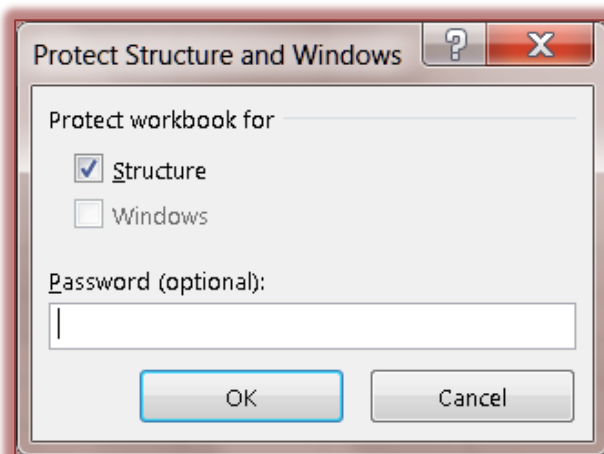 Protect Structure and Windows
Protect workbook for
Structure
Windows
Password (optional):
OK Cancel